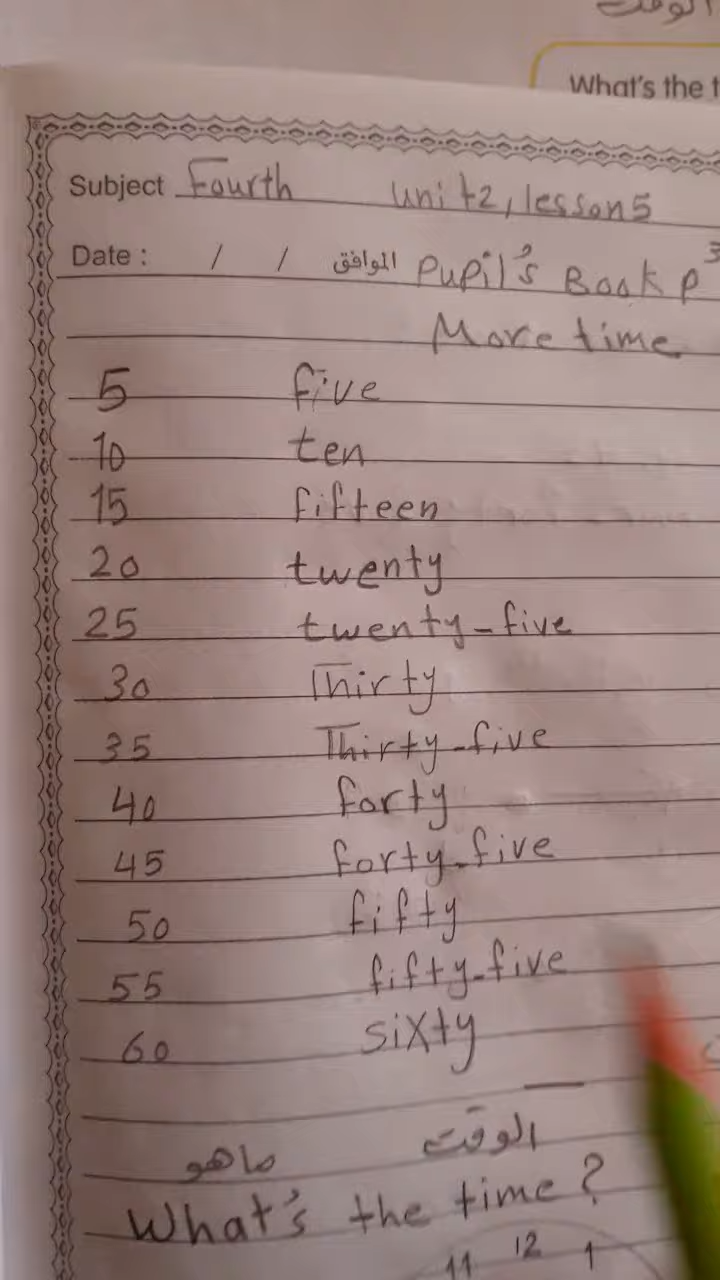 الوقت
What's the t
Subject Fourth unit2, lesson5
Date : / / الموافق Pupil's Book p 3
More time
5 five
10 ten
15 fifteen
20 twenty
25 twenty-five
30 Thirty
35 Thirty-five
40 forty
45 forty-five
50 fifty
55 fifty-five
60 sixty
ماهو الوقت
What's the time?
11 12 1